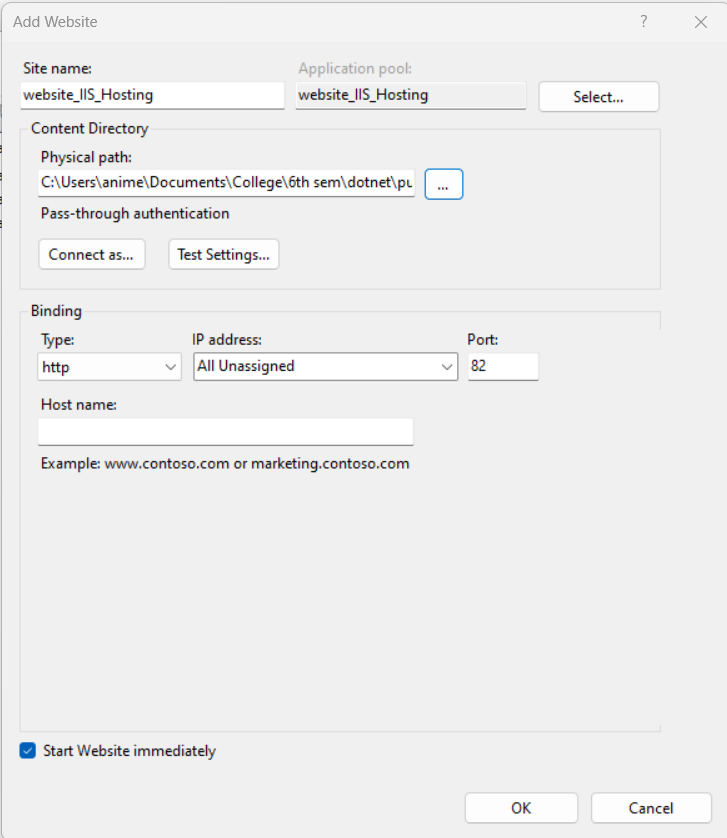 Add Website
?
Site name:
Application pool:
website_IIS_Hosting
website_IIS_Hosting
Select...
Content Directory
Physical path:
C:\Users\anime\Documents\College\6th sem\dotnet\pu
...
Pass-through authentication
Connect as...
Test Settings...
Binding
Type:
IP address:
Port:
http
All Unassigned
82
Host name:
Example: www.contoso.com or marketing.contoso.com
Start Website immediately
OK
Cancel